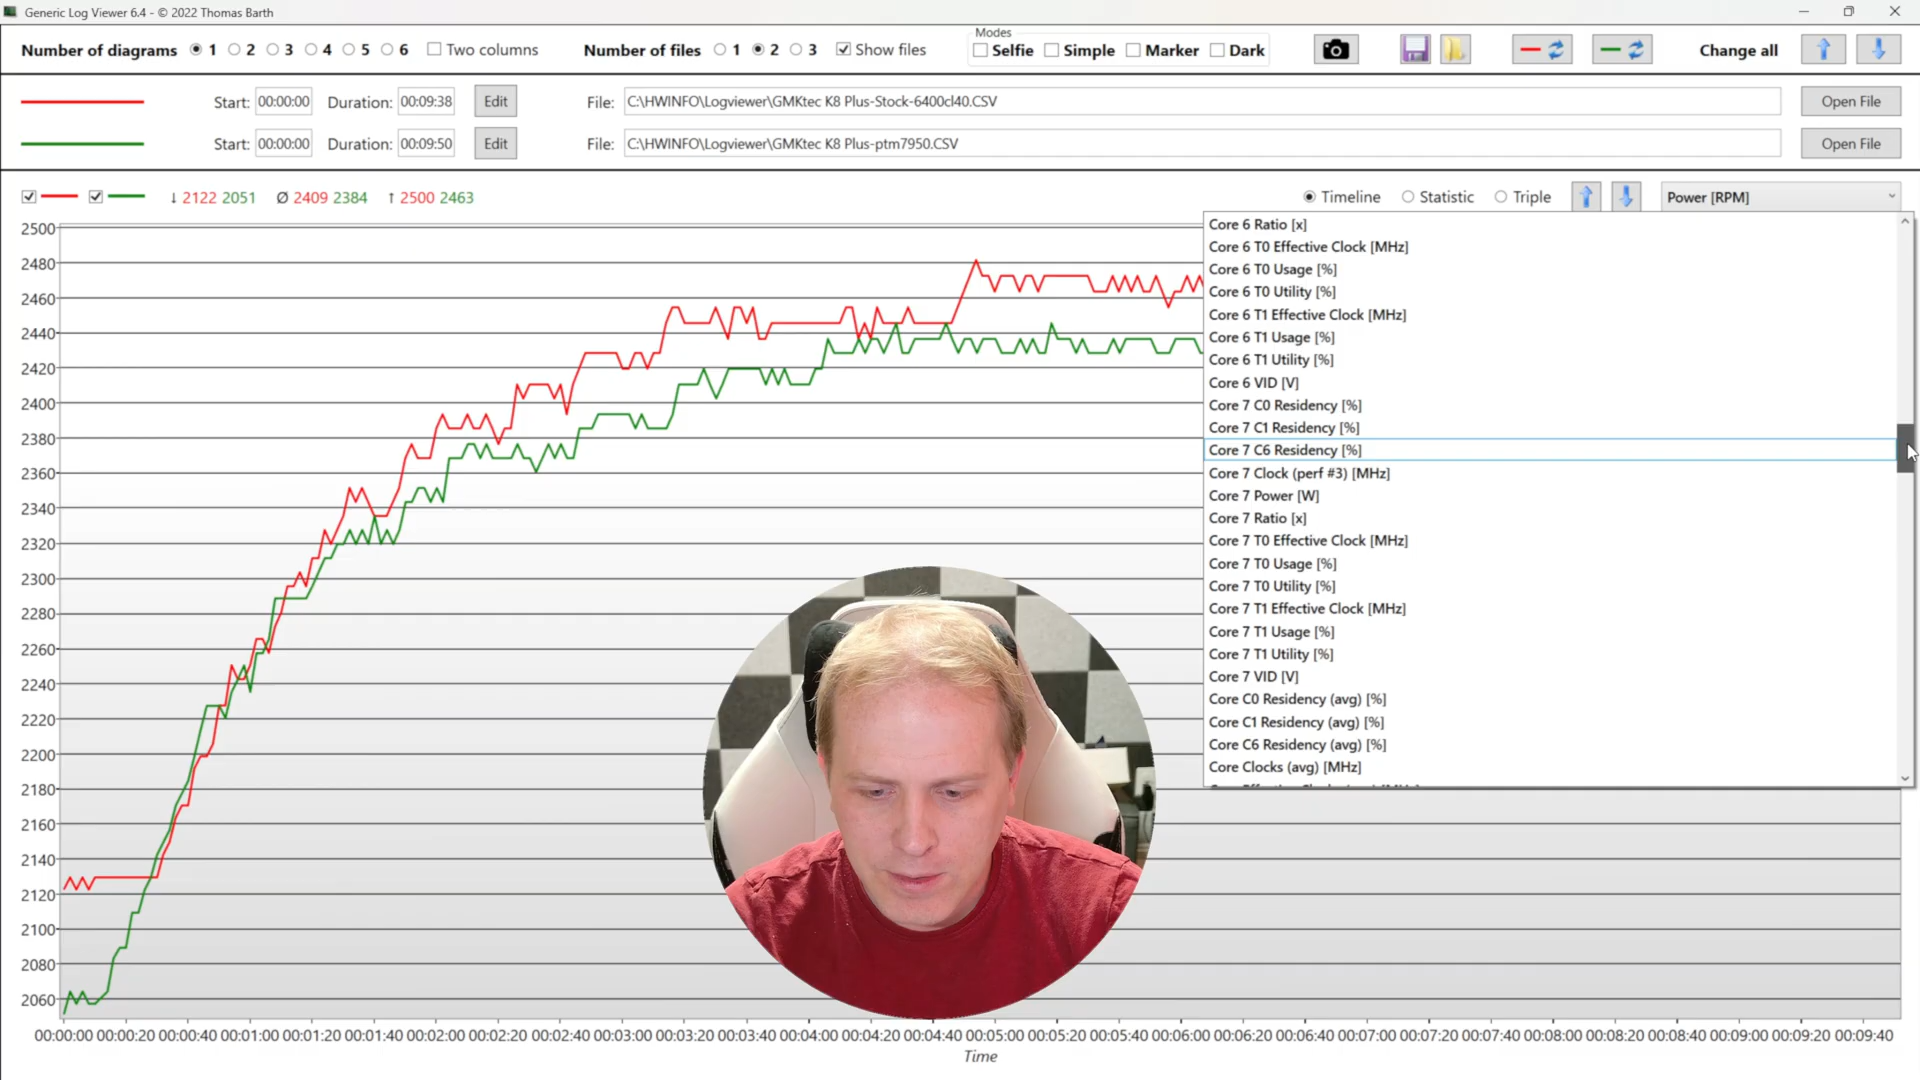 Generic Log Viewer 6.4 - © 2022 Thomas Barth
Number of diagrams 1 2 3 4 5 6 Two columns Number of files 1 2 3 Show files Modes Selfie Simple Marker Dark Change all
Start: 00:00:00 Duration: 00:09:38 Edit File: C:\HWINFO\Logviewer\GMKtec K8 Plus-Stock-6400cl40.CSV Open File
Start: 00:00:00 Duration: 00:09:50 Edit File: C:\HWINFO\Logviewer\GMKtec K8 Plus-ptm7950.CSV Open File
↓ 2122 2051 Ø 2409 2384 ↑ 2500 2463 Timeline Statistic Triple Power [RPM]
2500
2480
2460
2440
2420
2400
2380
2360
2340
2320
2300
2280
2260
2240
2220
2200
2180
2160
2140
2120
2100
2080
2060
Core 6 Ratio [x]
Core 6 T0 Effective Clock [MHz]
Core 6 T0 Usage [%]
Core 6 T0 Utility [%]
Core 6 T1 Effective Clock [MHz]
Core 6 T1 Usage [%]
Core 6 T1 Utility [%]
Core 6 VID [V]
Core 7 C0 Residency [%]
Core 7 C1 Residency [%]
Core 7 C6 Residency [%]
Core 7 Clock (perf #3) [MHz]
Core 7 Power [W]
Core 7 Ratio [x]
Core 7 T0 Effective Clock [MHz]
Core 7 T0 Usage [%]
Core 7 T0 Utility [%]
Core 7 T1 Effective Clock [MHz]
Core 7 T1 Usage [%]
Core 7 T1 Utility [%]
Core 7 VID [V]
Core C0 Residency (avg) [%]
Core C1 Residency (avg) [%]
Core C6 Residency (avg) [%]
Core Clocks (avg) [MHz]
00:00:00 00:00:20 00:00:40 00:01:00 00:01:20 00:01:40 00:02:00 00:02:20 00:02:40 00:03:00 00:03:20 00:03:40 00:04:00 00:04:20 00:04:40 00:05:00 00:05:20 00:05:40 00:06:00 00:06:20 00:06:40 00:07:00 00:07:20 00:07:40 00:08:00 00:08:20 00:08:40 00:09:00 00:09:20 00:09:40
Time